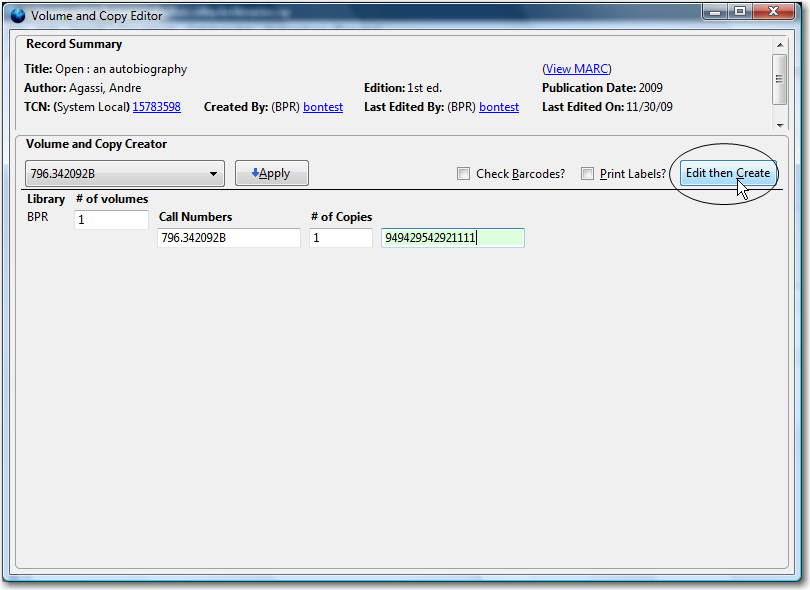 Volume and Copy Editor
Record Summary
Title: Open : an autobiography (View MARC)
Author: Agassi, Andre Edition: 1st ed. Publication Date: 2009
TCN: (System Local) 15783598 Created By: (BPR) bontest Last Edited By: (BPR) bontest Last Edited On: 11/30/09
Volume and Copy Creator
796.342092B Apply Check Barcodes? Print Labels? Edit then Create
Library # of volumes
BPR 1 Call Numbers # of Copies
796.342092B 1 949429542921111